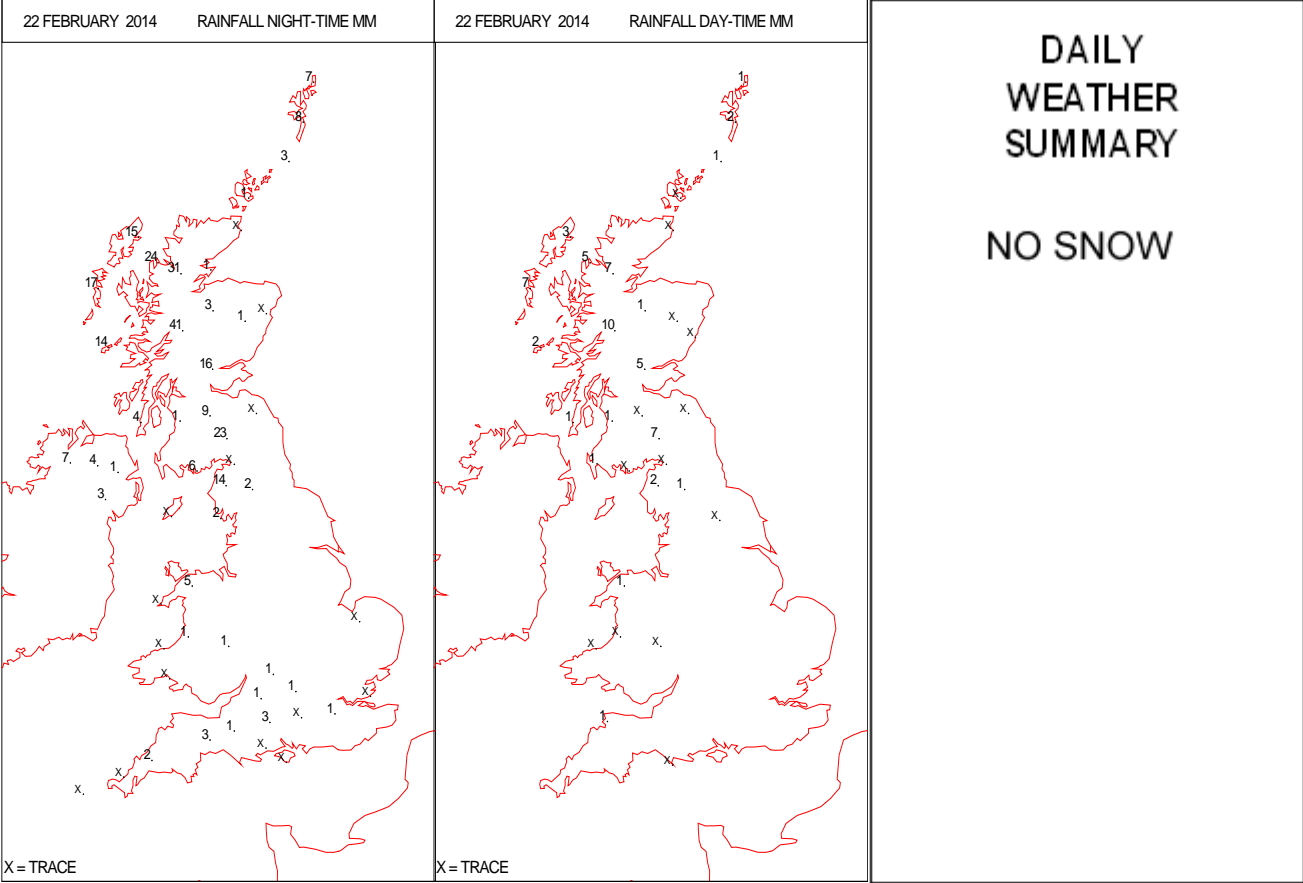 22 FEBRUARY 2014 RAINFALL NIGHT-TIME MM
7
8
3
1
X
15
24
31
1
17
3
1
X
41
14
16
4
1
9
X
23
7
4
1
6
X
14
2
3
X
2
5
X
X
1
X
1
X
1
1
1
X
3
X
1
1
3
X
2
X
X
X
X = TRACE
22 FEBRUARY 2014 RAINFALL DAY-TIME MM
1
2
1
X
X
3
5
7
7
1
X
10
X
2
5
1
1
X
X
7
1
X
X
2
1
X
1
X
X
X
1
X
X = TRACE
DAILY
WEATHER
SUMMARY
NO SNOW